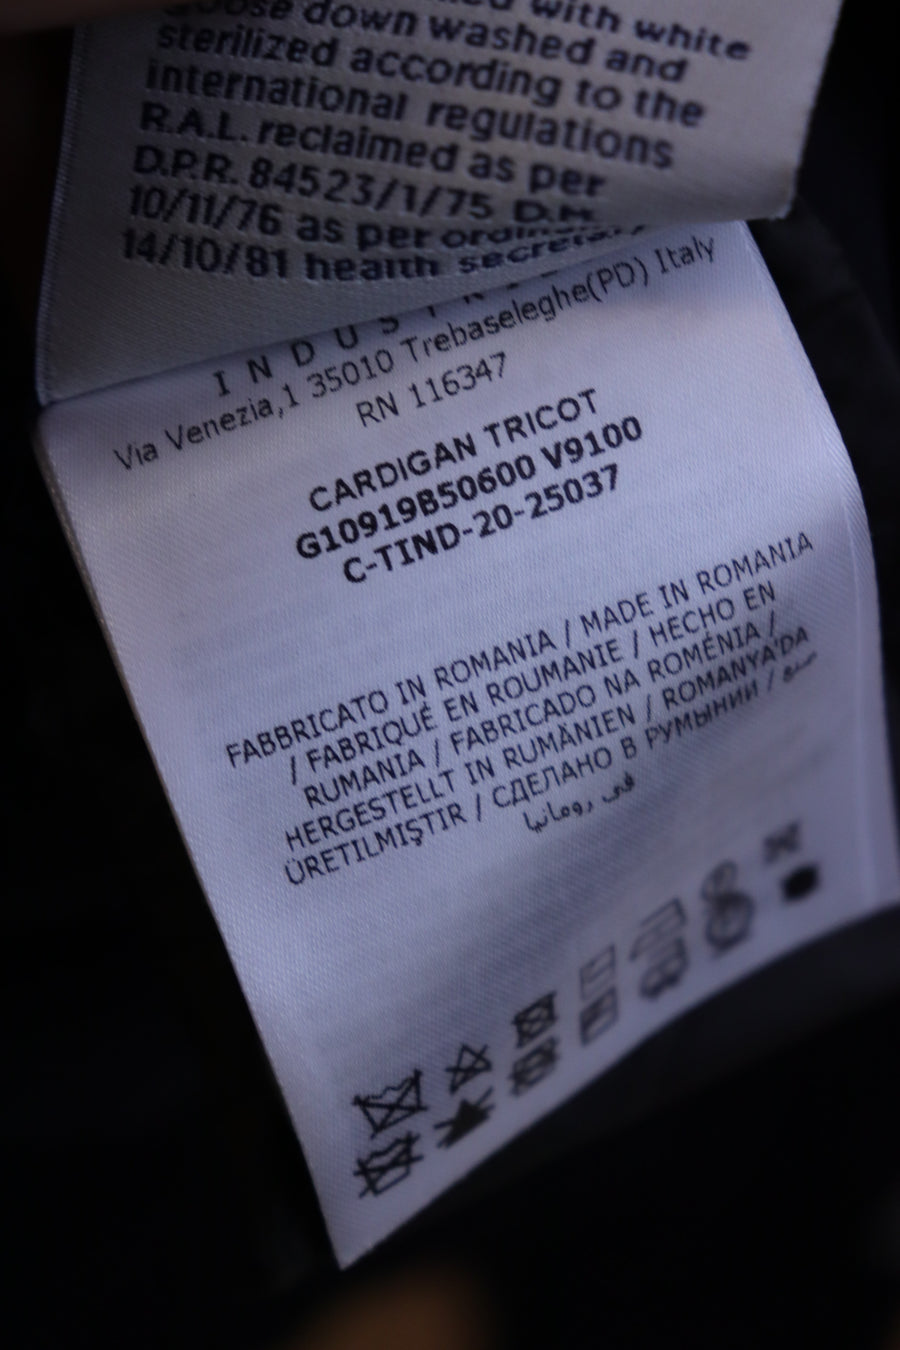 with white
goose down washed and
sterilized according to the
international regulations
R.A.L. reclaimed as per
D.P.R. 84523/1/75 D.M.
10/11/76 as per
14/10/81 health
Via Venezia,1 35010 Trebaseleghe(PD) Italy
RN 116347
CARDIGAN TRICOT
G10919B50600 V9100
C-TIND-20-25037
FABBRICATO IN ROMANIA / MADE IN ROMANIA
/ FABRIQUÉ EN ROUMANIE / HECHO EN
RUMANIA / FABRICADO NA ROMÉNIA /
HERGESTELLT IN RUMÄNIEN / ROMANYA'DA
ÜRETILMIŞTIR / СДЕЛАНО В РУМЫНИИ / صنع
في رومانيا